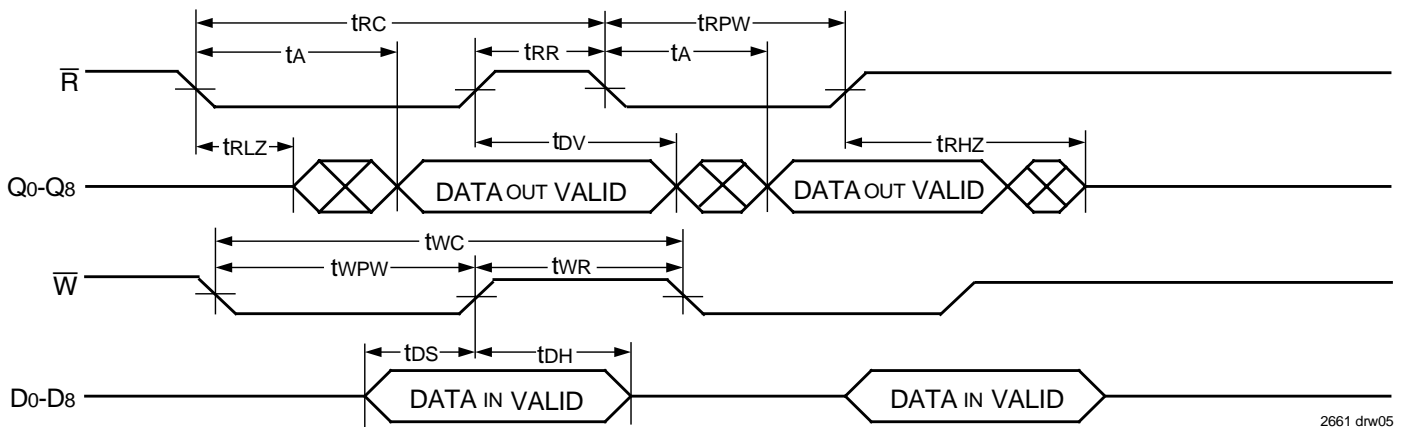 tRC
tRPW
tA
tRR
tA
R
tRLZ
tDV
tRHZ
Q0-Q8
DATA OUT VALID
DATA OUT VALID
tWC
tWPW
tWR
W
tDS
tDH
D0-D8
DATA IN VALID
DATA IN VALID
2661 drw05